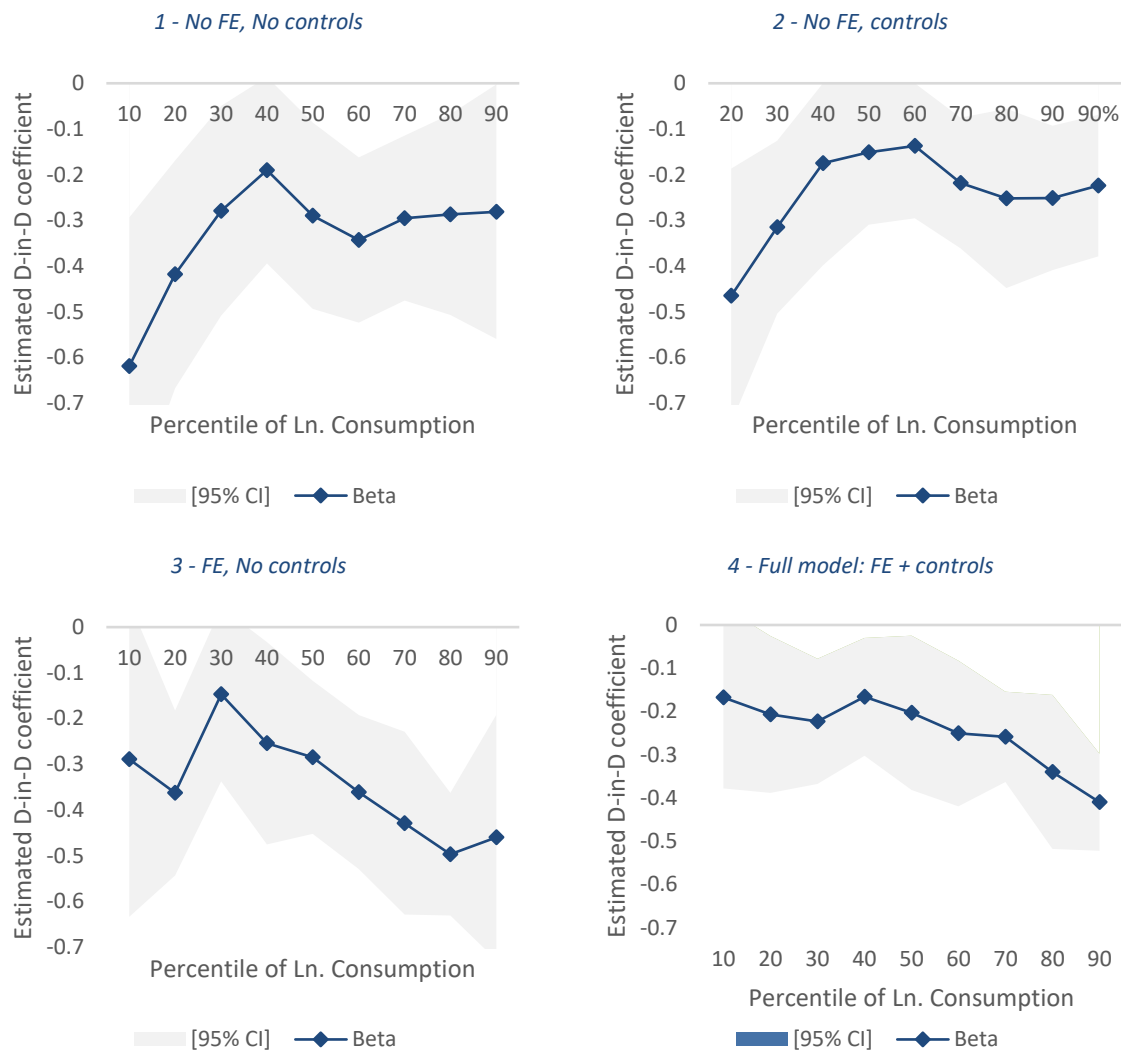 1 - No FE, No controls
Estimated D-in-D coefficient
0
-0.1
-0.2
-0.3
-0.4
-0.5
-0.6
-0.7
10 20 30 40 50 60 70 80 90
Percentile of Ln. Consumption
[95% CI] Beta
2 - No FE, controls
Estimated D-in-D coefficient
0
-0.1
-0.2
-0.3
-0.4
-0.5
-0.6
-0.7
20 30 40 50 60 70 80 90 90%
Percentile of Ln. Consumption
[95% CI] Beta
3 - FE, No controls
Estimated D-in-D coefficient
0
-0.1
-0.2
-0.3
-0.4
-0.5
-0.6
-0.7
10 20 30 40 50 60 70 80 90
Percentile of Ln. Consumption
[95% CI] Beta
4 - Full model: FE + controls
Estimated D-in-D coefficient
0
-0.1
-0.2
-0.3
-0.4
-0.5
-0.6
-0.7
10 20 30 40 50 60 70 80 90
Percentile of Ln. Consumption
[95% CI] Beta